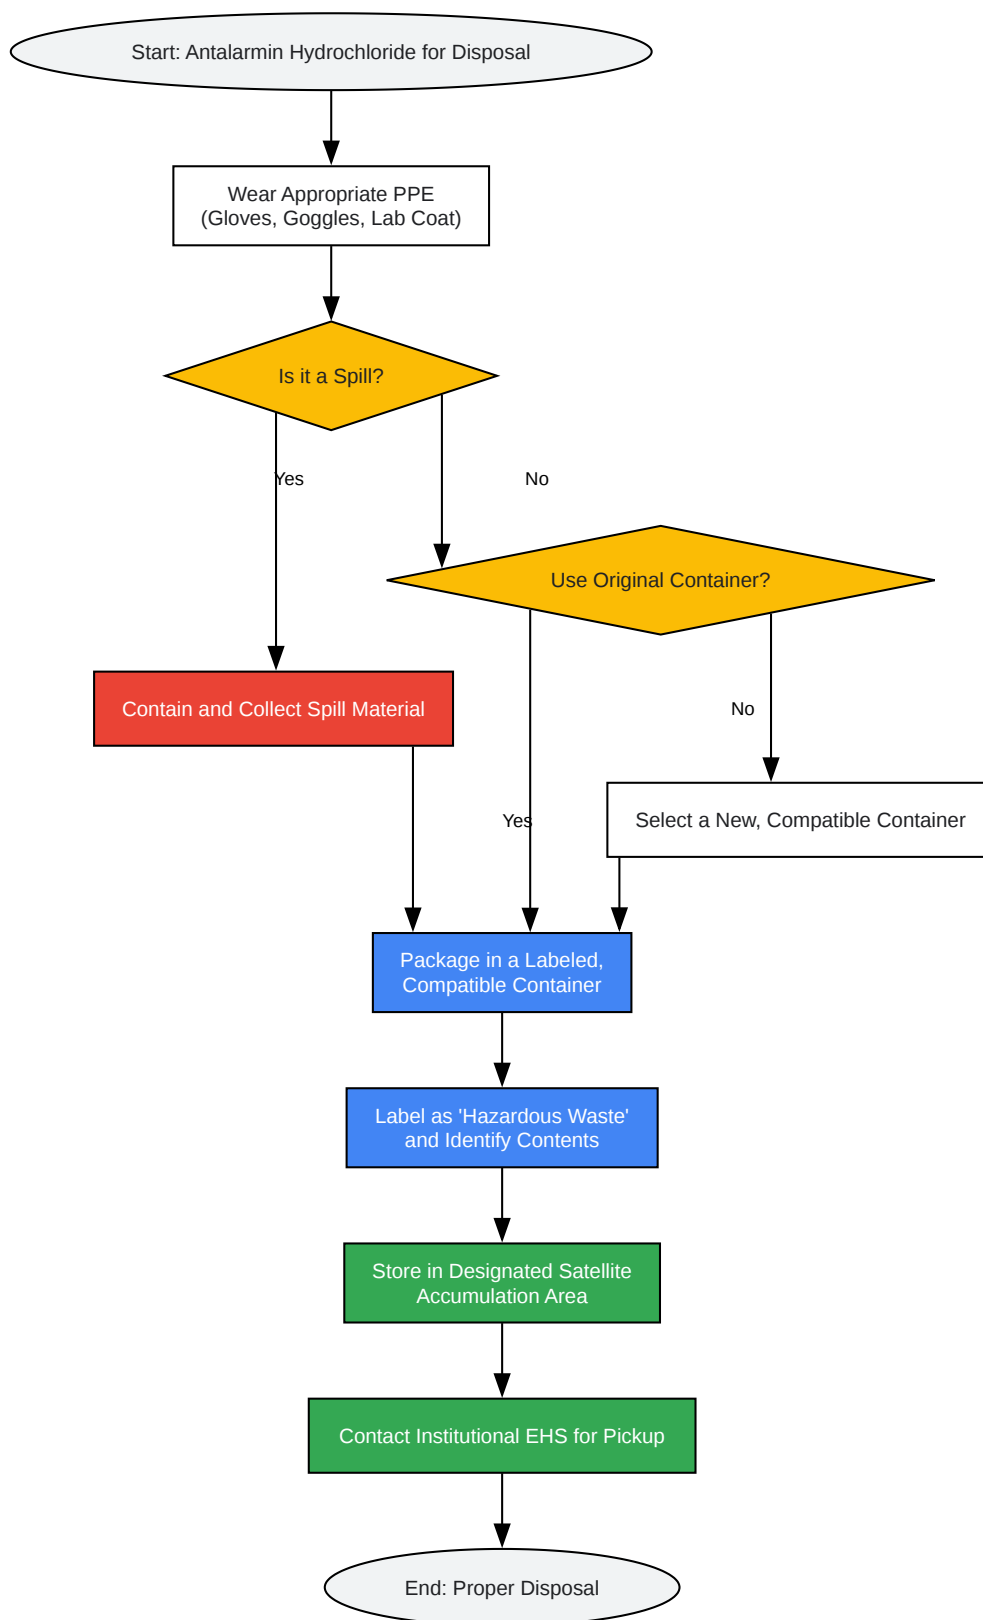 Start: Antalarmin Hydrochloride for Disposal
Wear Appropriate PPE
(Gloves, Goggles, Lab Coat)
Is it a Spill?
Yes
No
Use Original Container?
Contain and Collect Spill Material
No
Yes
Select a New, Compatible Container
Package in a Labeled,
Compatible Container
Label as 'Hazardous Waste'
and Identify Contents
Store in Designated Satellite
Accumulation Area
Contact Institutional EHS for Pickup
End: Proper Disposal